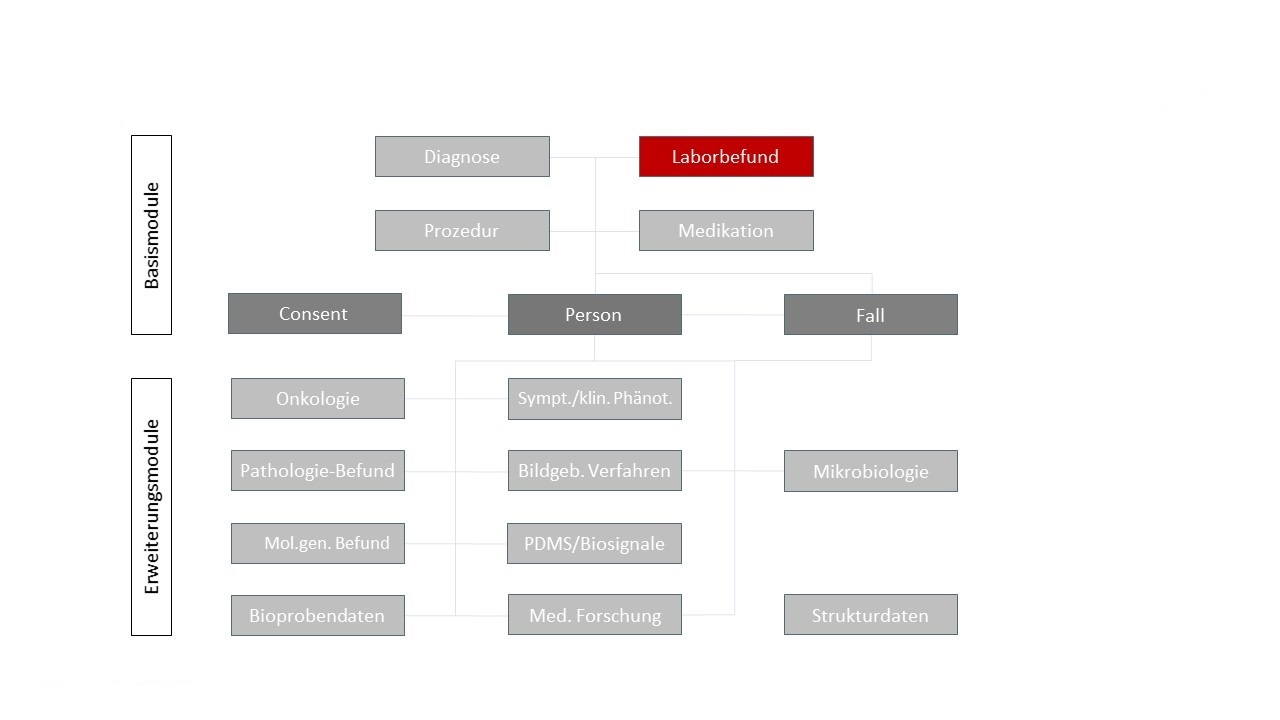 Basismodule
Diagnose
Laborbefund
Prozedur
Medikation
Consent
Person
Fall
Erweiterungsmodule
Onkologie
Sympt./klin. Phänot.
Pathologie-Befund
Bildgeb. Verfahren
Mikrobiologie
Mol.gen. Befund
PDMS/Biosignale
Bioprobendaten
Med. Forschung
Strukturdaten